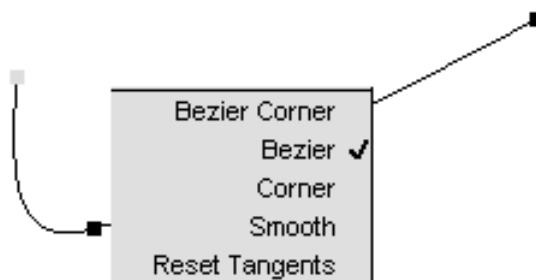 Bezier Corner
Bezier
Corner
Smooth
Reset Tangents